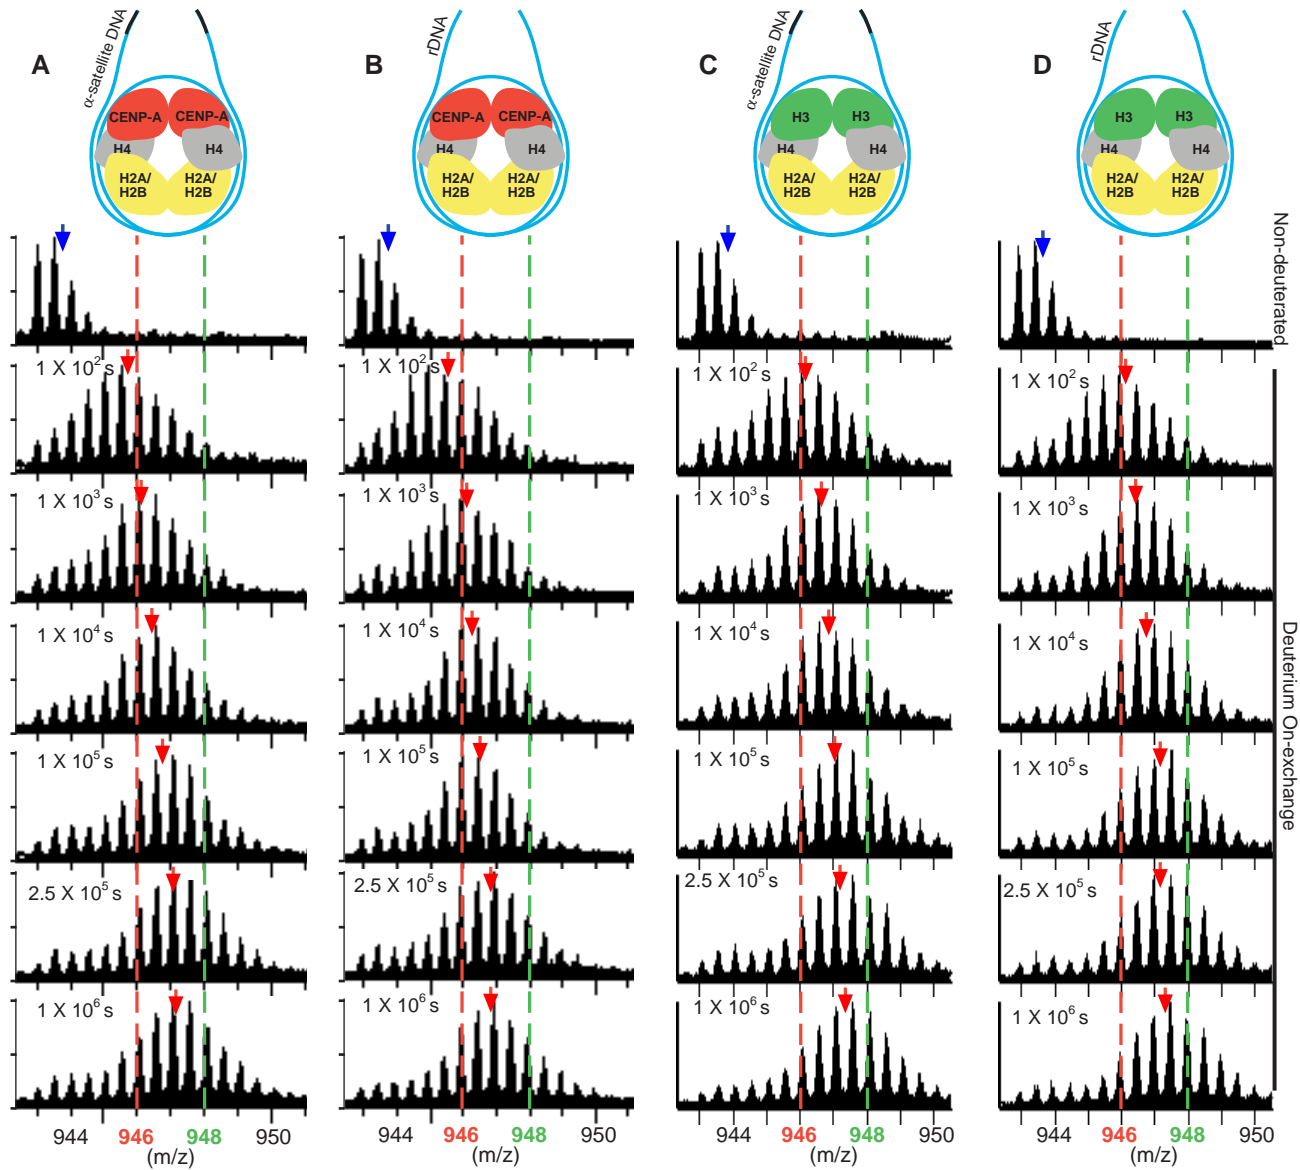 A
α-satellite DNA
CENP-A CENP-A
H4 H4
H2A/ H2A/
H2B H2B
B
rDNA
CENP-A CENP-A
H4 H4
H2A/ H2A/
H2B H2B
C
α-satellite DNA
H3 H3
H4 H4
H2A/ H2A/
H2B H2B
D
rDNA
H3 H3
H4 H4
H2A/ H2A/
H2B H2B
Non-deuterated
1 X 10² s 1 X 10² s 1 X 10² s 1 X 10² s
1 X 10³ s 1 X 10³ s 1 X 10³ s 1 X 10³ s
1 X 10⁴ s 1 X 10⁴ s 1 X 10⁴ s 1 X 10⁴ s
Deuterium On-exchange
1 X 10⁵ s 1 X 10⁵ s 1 X 10⁵ s 1 X 10⁵ s
2.5 X 10⁵ s 2.5 X 10⁵ s 2.5 X 10⁵ s 2.5 X 10⁵ s
1 X 10⁶ s 1 X 10⁶ s 1 X 10⁶ s 1 X 10⁶ s
944 946 948 950 944 946 948 950 944 946 948 950 944 946 948 950
(m/z) (m/z) (m/z) (m/z)